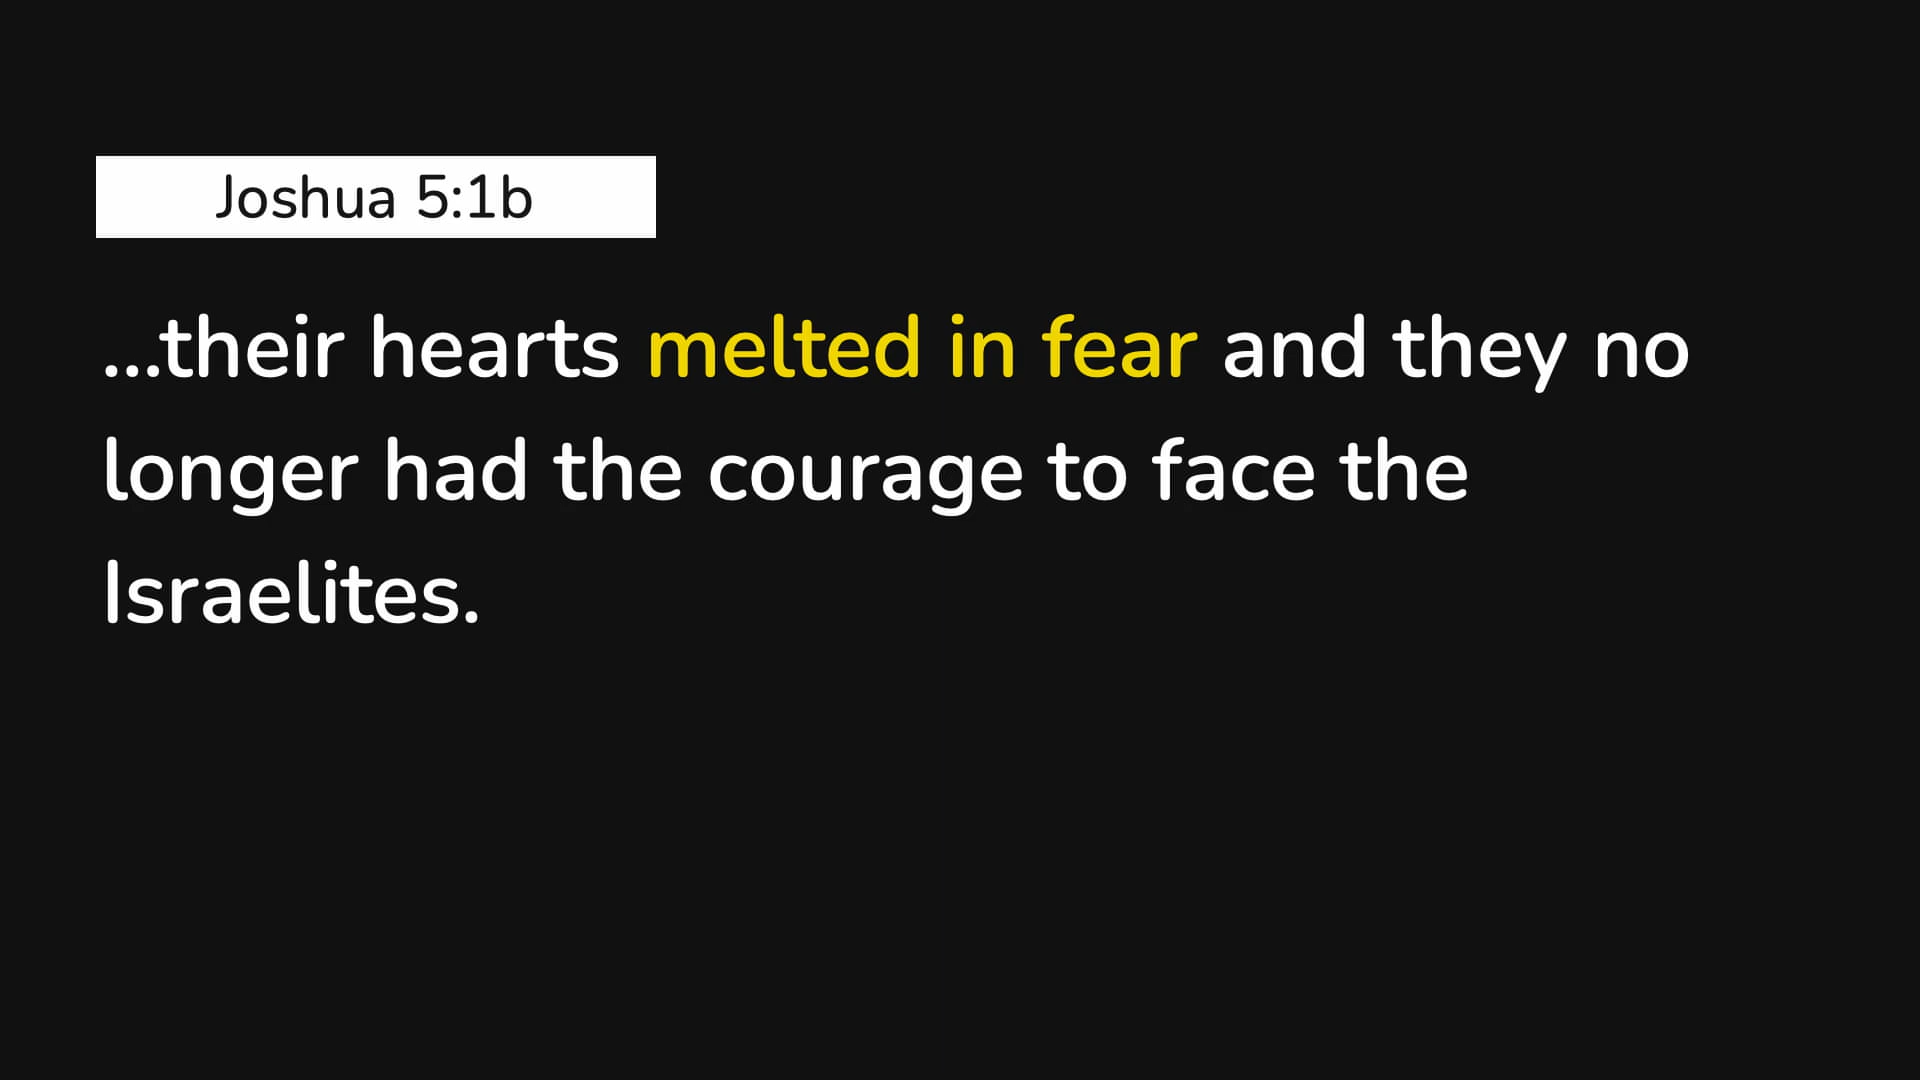 Joshua 5:1b
...their hearts melted in fear and they no
longer had the courage to face the
Israelites.